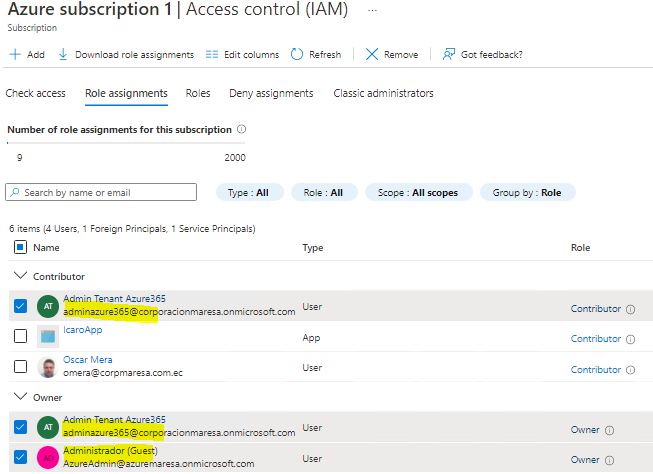 Azure subscription 1 | Access control (IAM) ...
Subscription
Add Download role assignments Edit columns Refresh Remove Got feedback?
Check access Role assignments Roles Deny assignments Classic administrators
Number of role assignments for this subscription
9 2000
Search by name or email Type : All Role : All Scope : All scopes Group by : Role
6 items (4 Users, 1 Foreign Principals, 1 Service Principals)
Name Type Role
Contributor
AT Admin Tenant Azure365
adminazure365@corporacionmaresa.onmicrosoft.com User Contributor
IcaroApp App Contributor
Oscar Mera
omera@corpmaresa.com.ec User Contributor
Owner
AT Admin Tenant Azure365
adminazure365@corporacionmaresa.onmicrosoft.com User Owner
AD Administrador (Guest)
AzureAdmin@azuremaresa.onmicrosoft.com User Owner